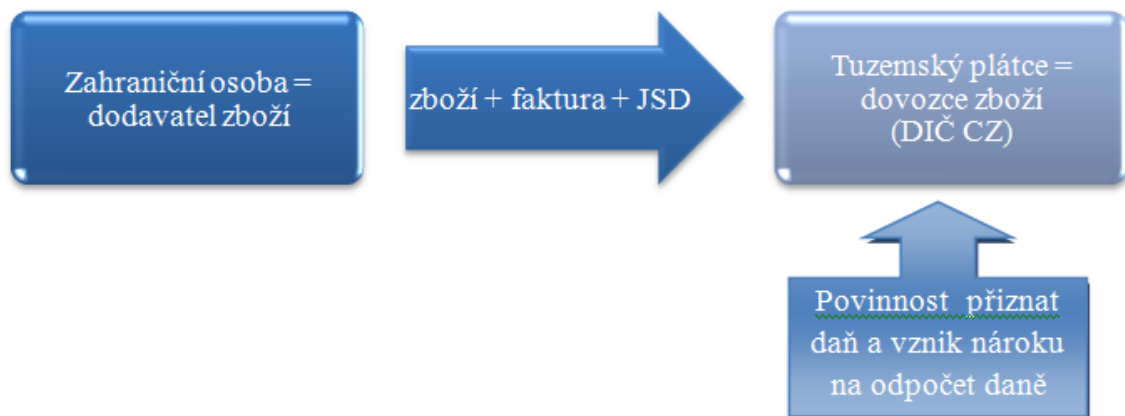 Zahraniční osoba =
dodavatel zboží
zboží + faktura + JSD
Tuzemský plátce =
dovozce zboží
(DIČ CZ)
Povinnost přiznat
daň a vznik nároku
na odpočet daně